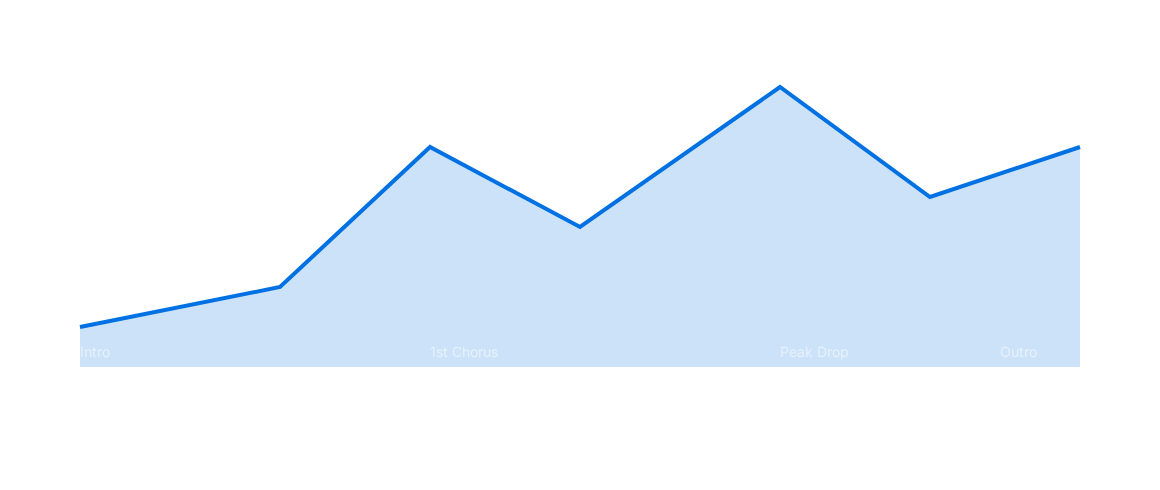 Intro
1st Chorus
Peak Drop
Outro